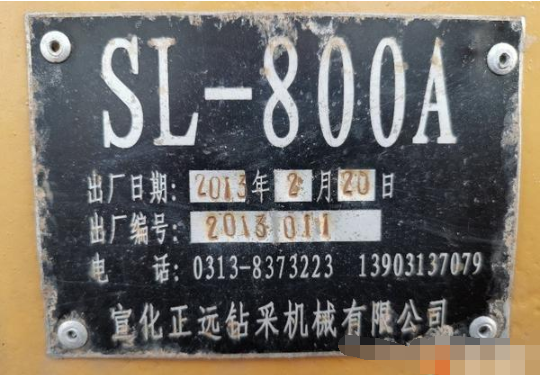 SL-800A
出厂日期: 2013年2月20日
出厂编号: 2013 011
电 话: 0313-8373223 13903137079
宣化正远钻采机械有限公司